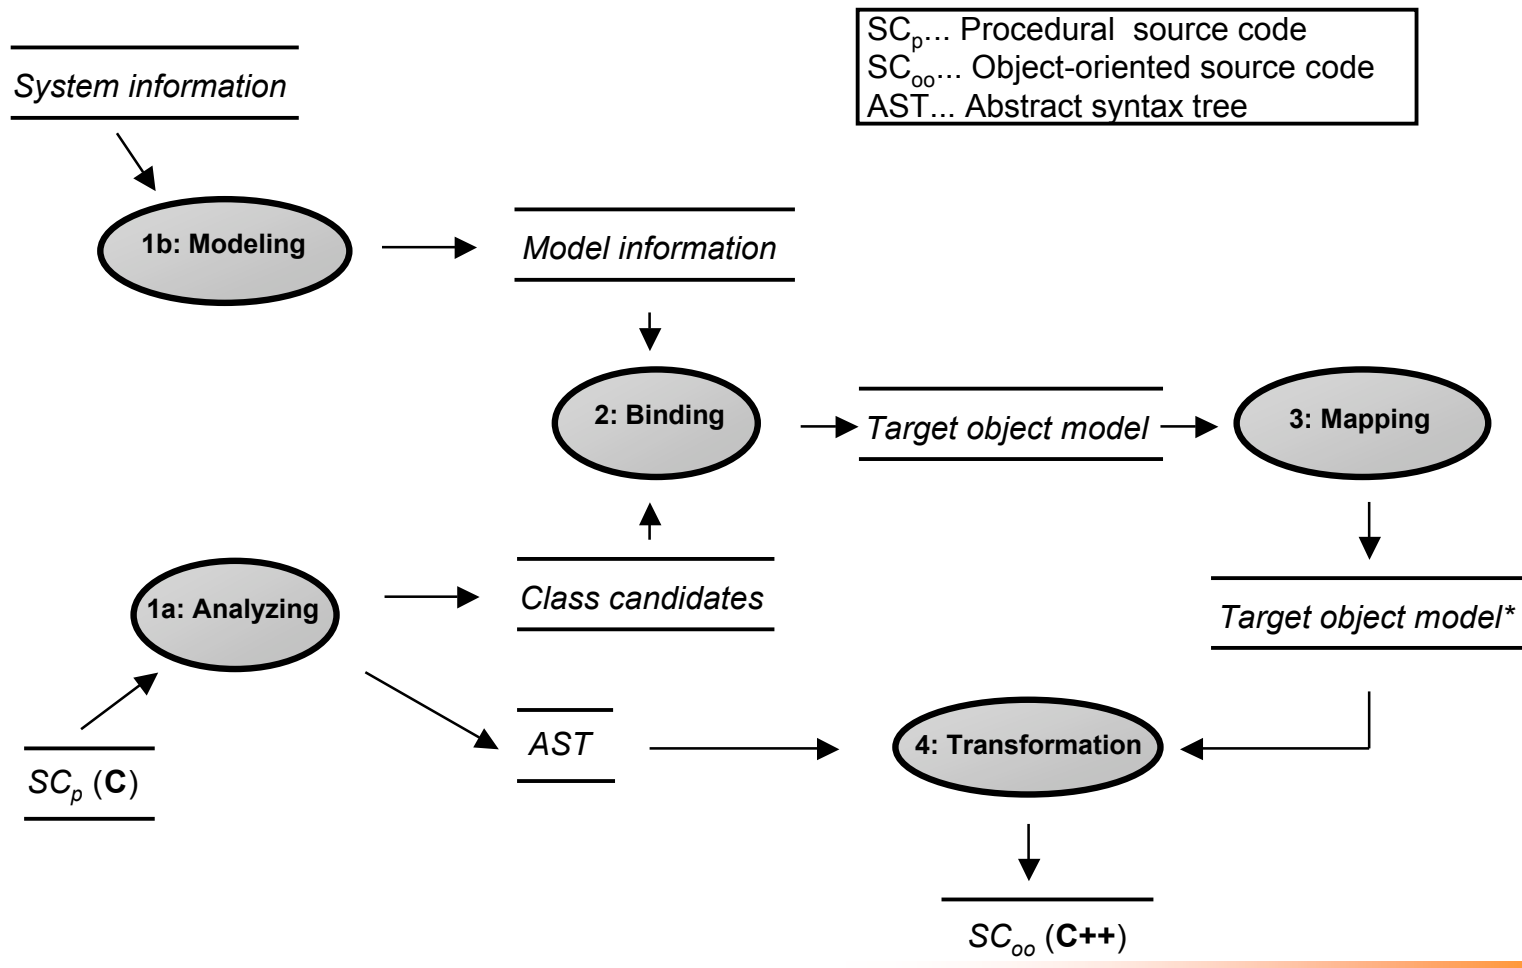 SCp... Procedural source code
SCoo... Object-oriented source code
AST... Abstract syntax tree
System information
1b: Modeling
Model information
2: Binding
Target object model
3: Mapping
1a: Analyzing
Class candidates
Target object model*
AST
4: Transformation
SCp (C)
SCoo (C++)